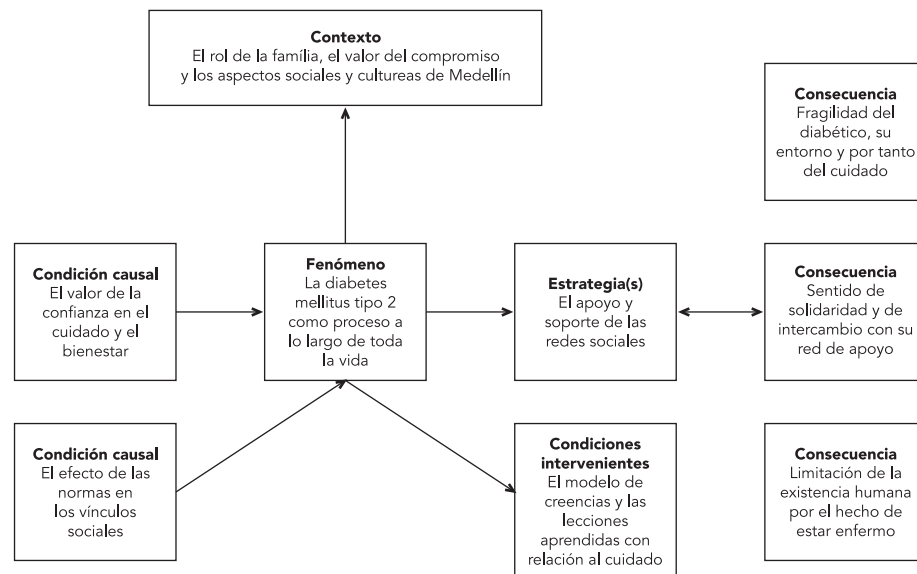 Contexto
El rol de la família, el valor del compromiso
y los aspectos sociales y cultureas de Medellín
Consecuencia
Fragilidad del
diabético, su
entorno y por tanto
del cuidado
Condición causal
El valor de la
confianza en el
cuidado y el
bienestar
Fenómeno
La diabetes
mellitus tipo 2
como proceso a
lo largo de toda
la vida
Estrategia(s)
El apoyo y
soporte de las
redes sociales
Consecuencia
Sentido de
solidaridad y de
intercambio con su
red de apoyo
Condición causal
El efecto de las
normas en
los vínculos
sociales
Condiciones
intervenientes
El modelo de
creencias y las
lecciones
aprendidas con
relación al cuidado
Consecuencia
Limitación de la
existencia humana
por el hecho de
estar enfermo